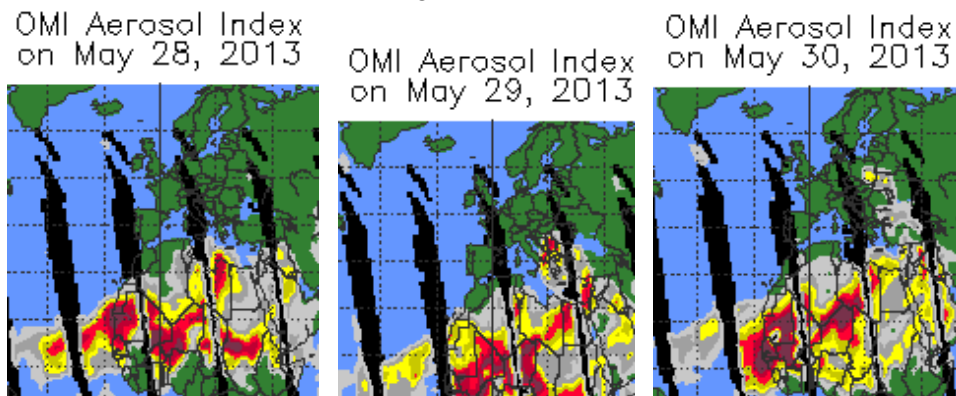 OMI Aerosol Index
on May 28, 2013
OMI Aerosol Index
on May 29, 2013
OMI Aerosol Index
on May 30, 2013